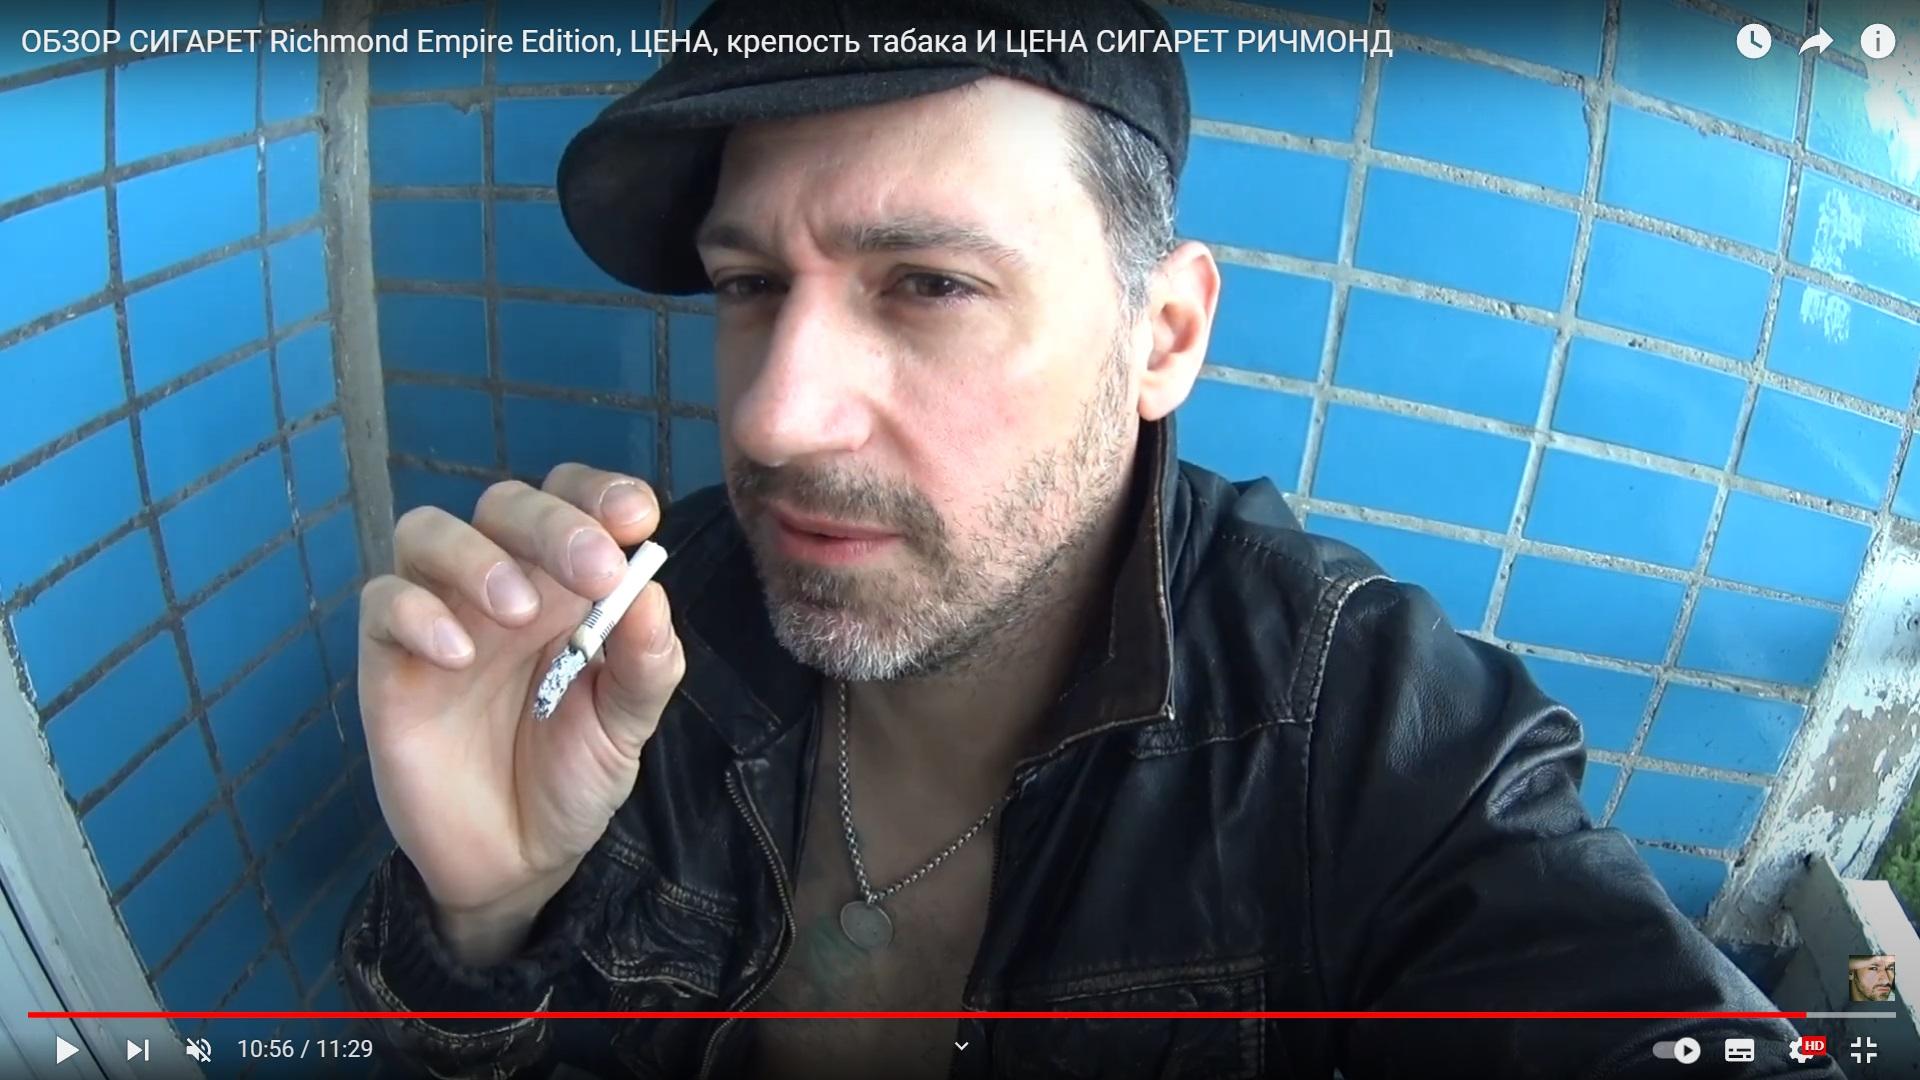 ОБЗОР СИГАРЕТ Richmond Empire Edition, ЦЕНА, крепость табака И ЦЕНА СИГАРЕТ РИЧМОНД
10:56 / 11:29
HD